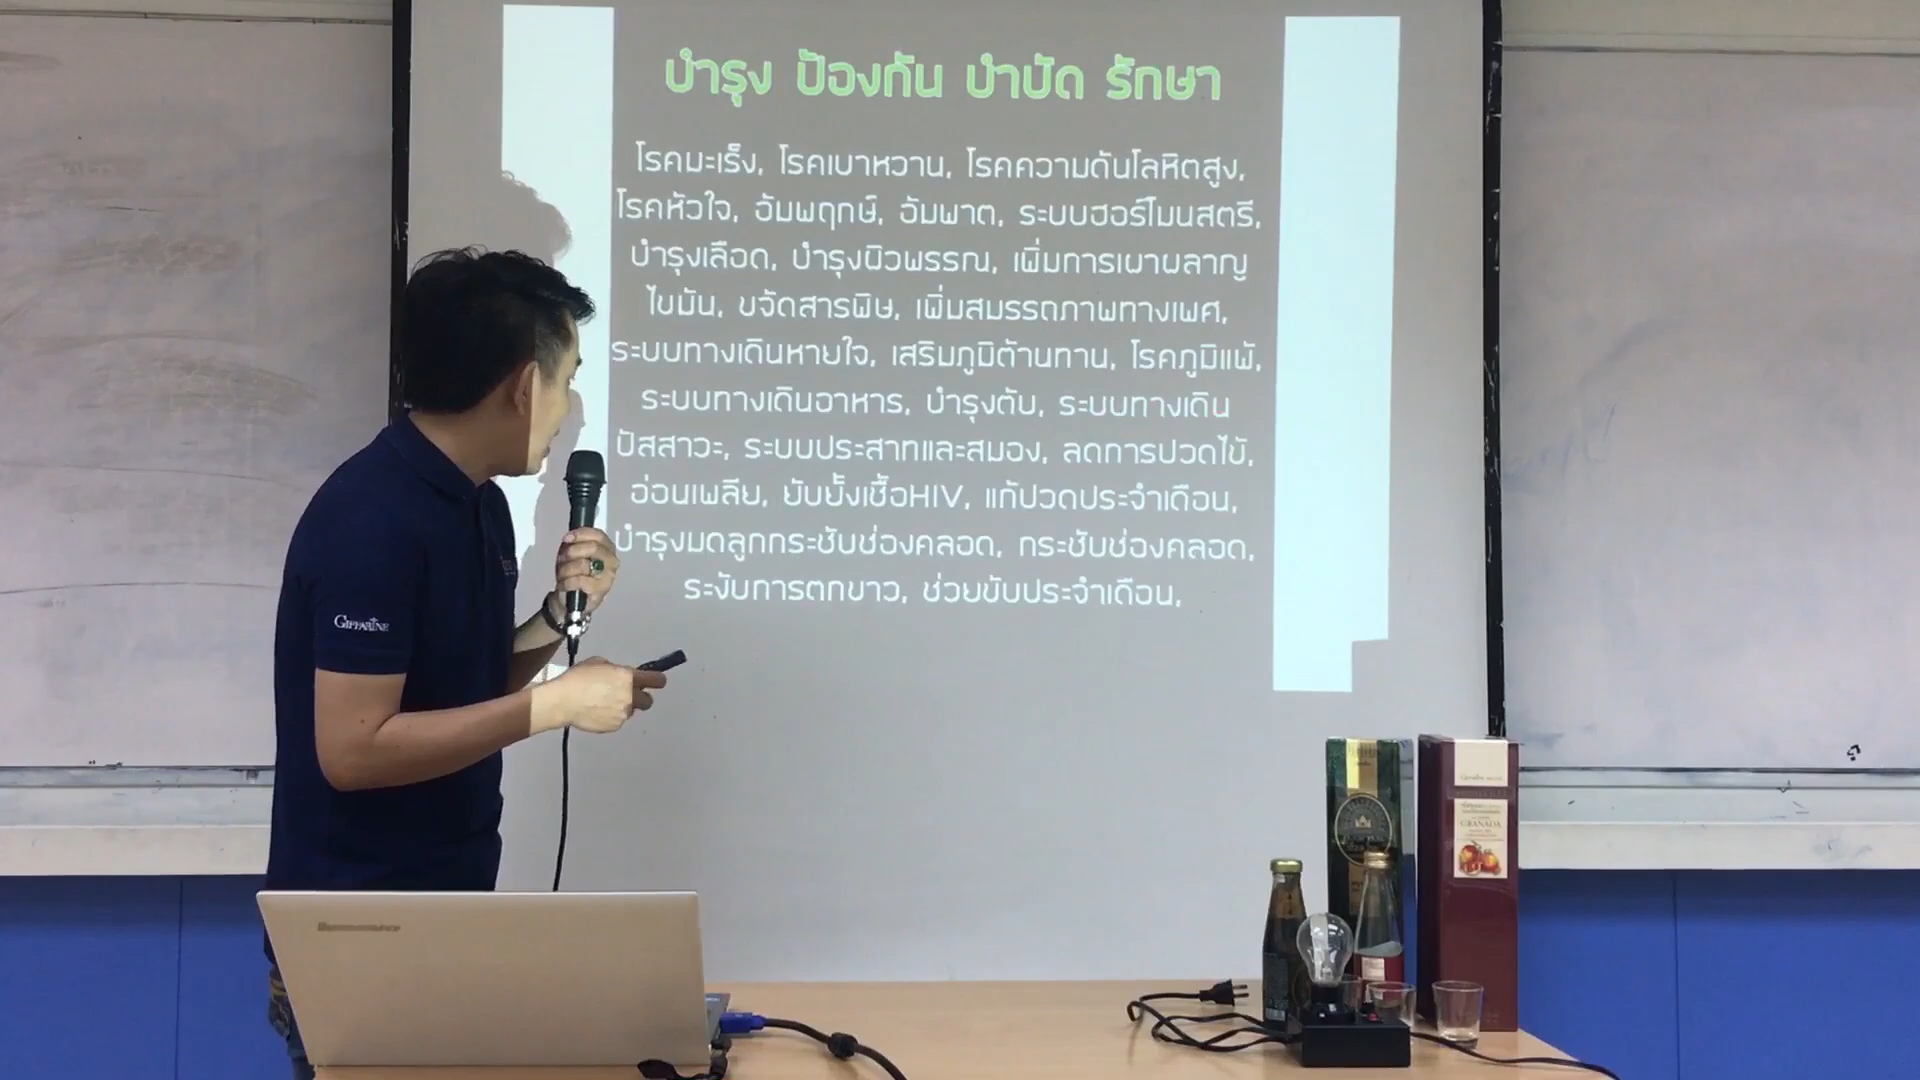 บำรุง ป้องกัน บำบัด รักษา
โรคมะเร็ง, โรคเบาหวาน, โรคความดันโลหิตสูง,
โรคหัวใจ, อัมพฤกษ์, อัมพาต, ระบบฮอร์โมนสตรี,
บำรุงเลือด, บำรุงผิวพรรณ, เพิ่มการเผาผลาญ
ไขมัน, ขจัดสารพิษ, เพิ่มสมรรถภาพทางเพศ,
ระบบทางเดินหายใจ, เสริมภูมิต้านทาน, โรคภูมิแพ้,
ระบบทางเดินอาหาร, บำรุงตับ, ระบบทางเดิน
ปัสสาวะ, ระบบประสาทและสมอง, ลดการปวดไข้,
อ่อนเพลีย, ยับยั้งเชื้อHIV, แก้ปวดประจำเดือน,
บำรุงมดลูกกระชับช่องคลอด, กระชับช่องคลอด,
ระงับการตกขาว, ช่วยขับประจำเดือน,
GIFFARINE
GRANADA